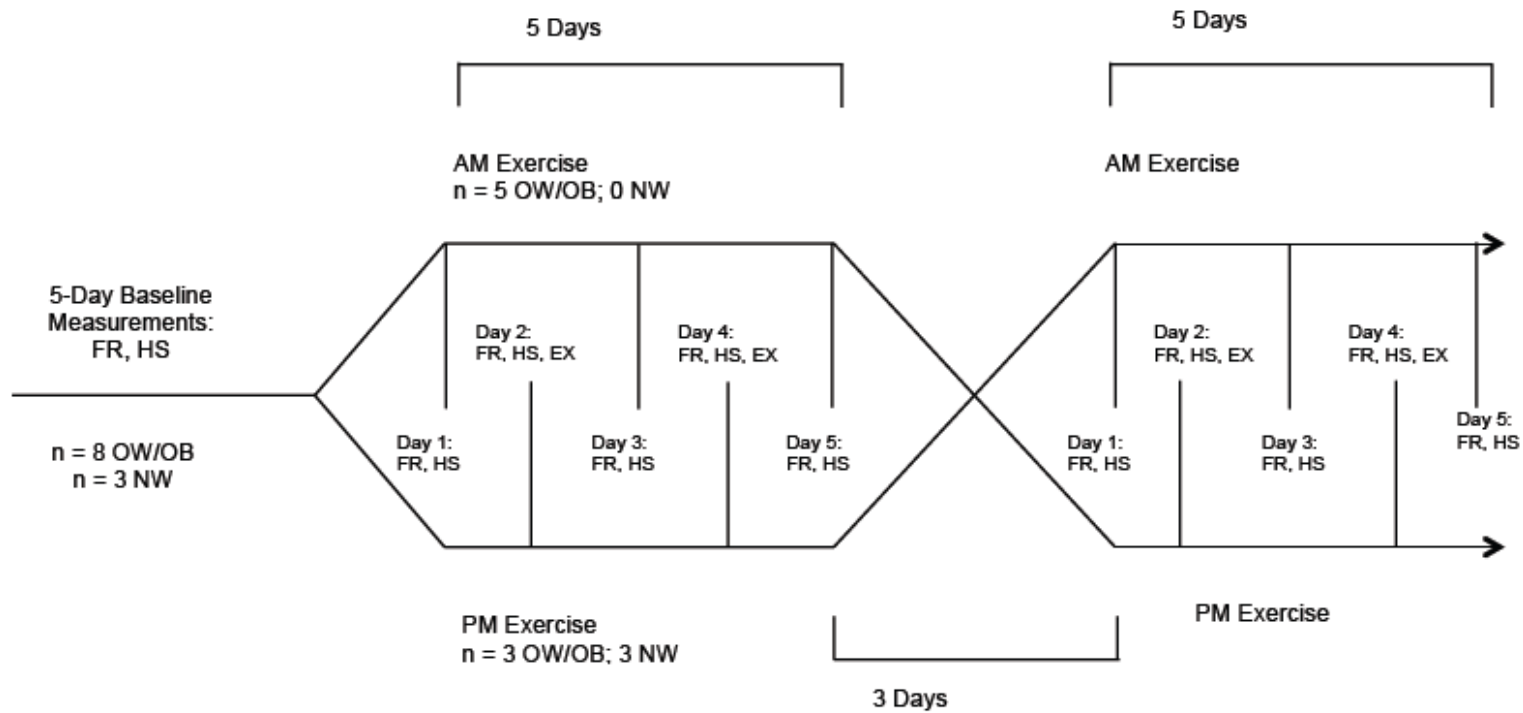 5 Days
5 Days
AM Exercise
n = 5 OW/OB; 0 NW
AM Exercise
5-Day Baseline
Measurements:
FR, HS
n = 8 OW/OB
n = 3 NW
Day 1:
FR, HS
Day 2:
FR, HS, EX
Day 3:
FR, HS
Day 4:
FR, HS, EX
Day 5:
FR, HS
Day 1:
FR, HS
Day 2:
FR, HS, EX
Day 3:
FR, HS
Day 4:
FR, HS, EX
Day 5:
FR, HS
PM Exercise
n = 3 OW/OB; 3 NW
PM Exercise
3 Days